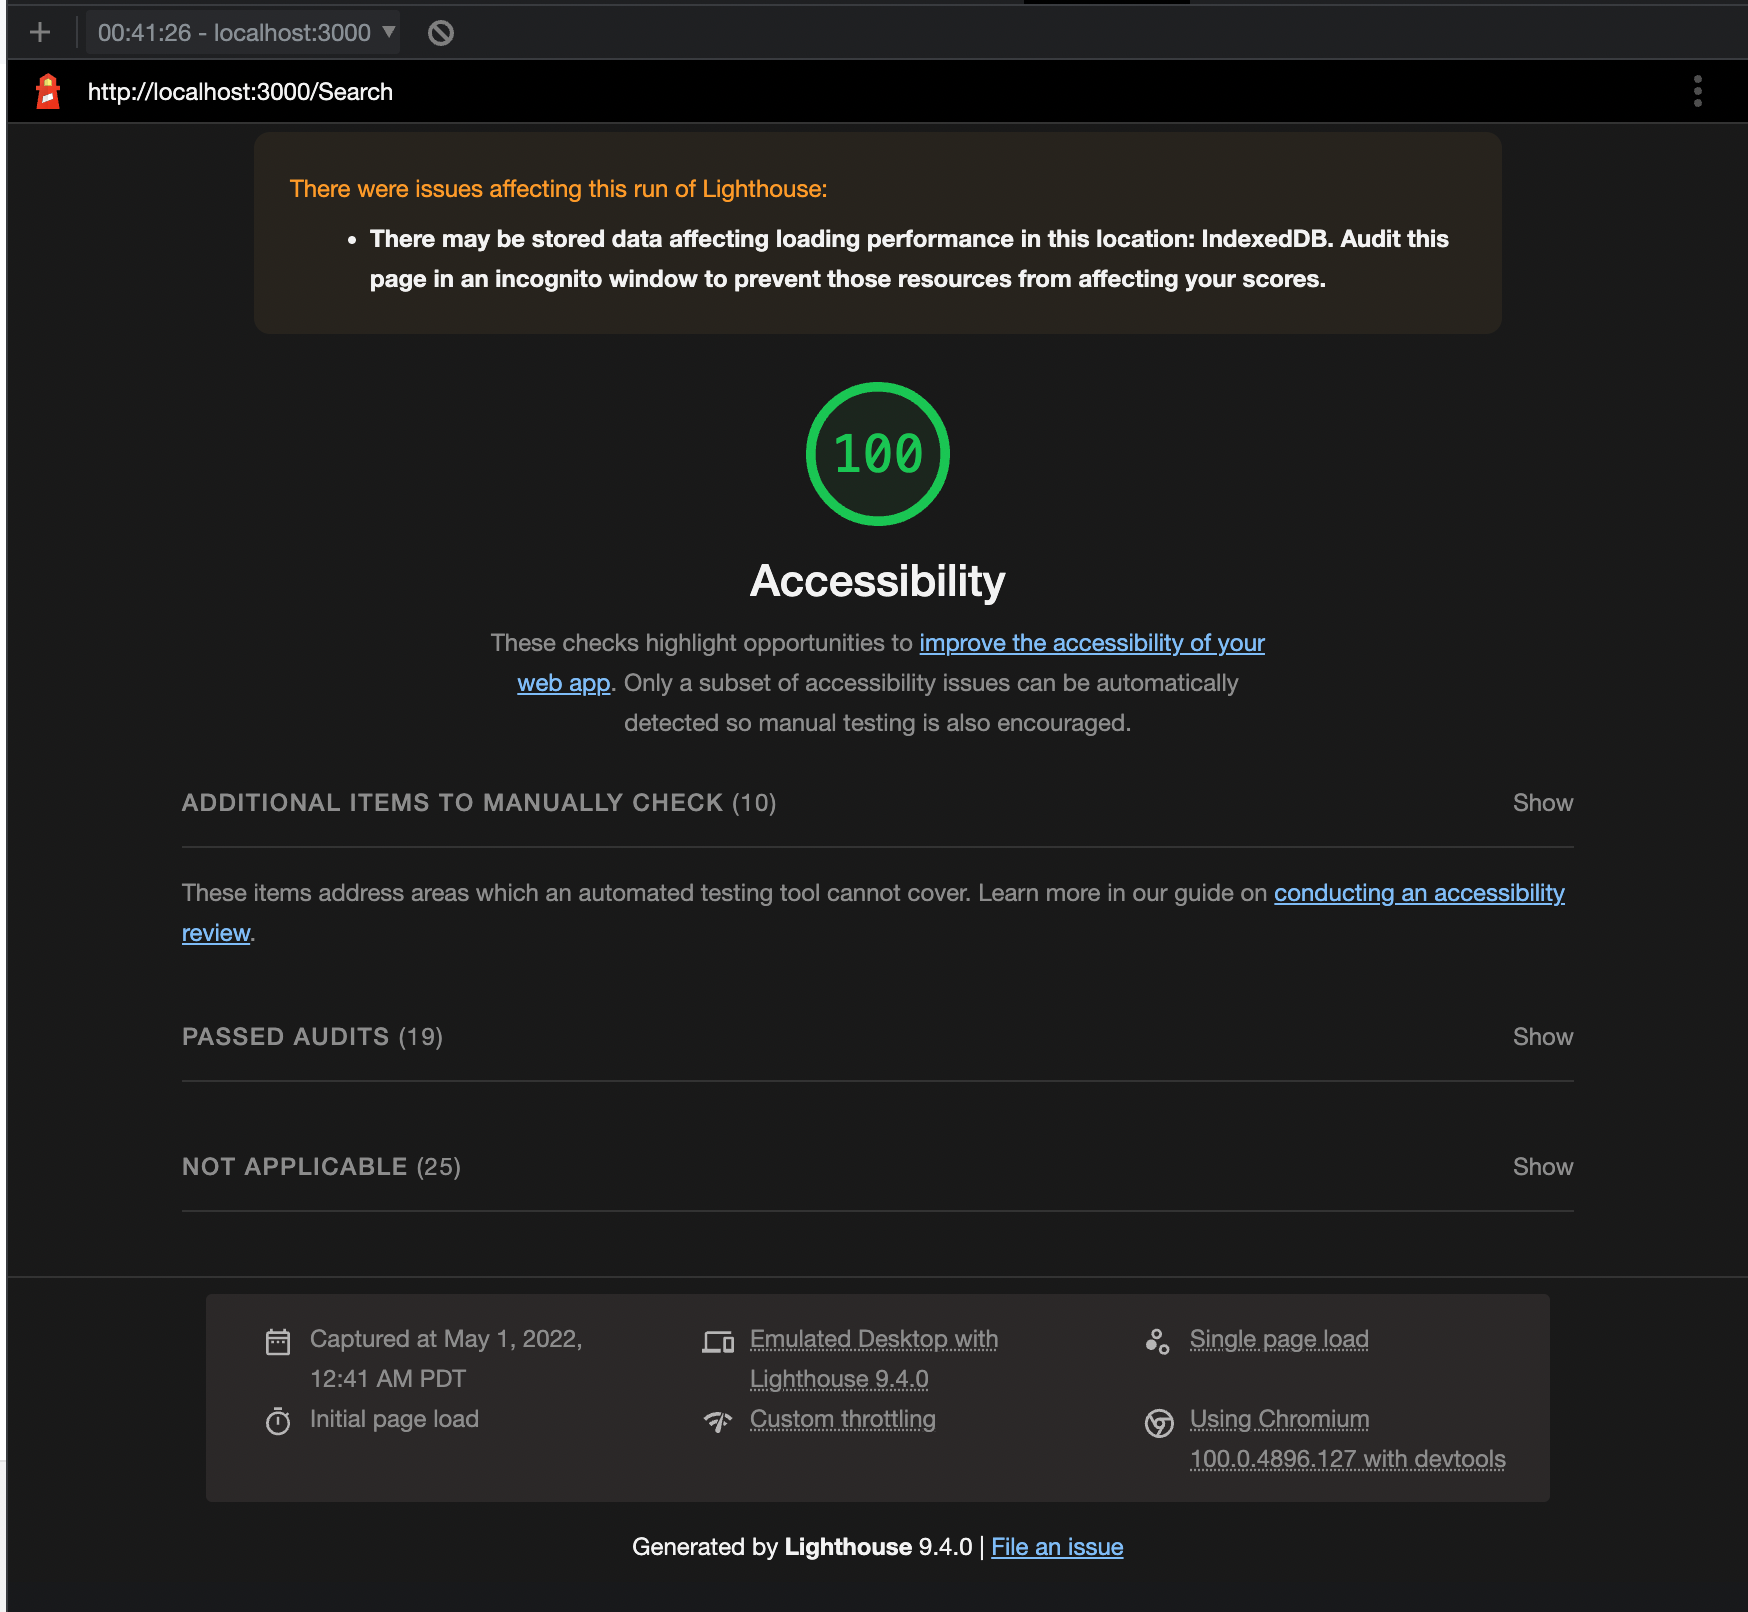 00:41:26 - localhost:3000
http://localhost:3000/Search
There were issues affecting this run of Lighthouse:
• There may be stored data affecting loading performance in this location: IndexedDB. Audit this
page in an incognito window to prevent those resources from affecting your scores.
100
Accessibility
These checks highlight opportunities to improve the accessibility of your
web app. Only a subset of accessibility issues can be automatically
detected so manual testing is also encouraged.
ADDITIONAL ITEMS TO MANUALLY CHECK (10) Show
These items address areas which an automated testing tool cannot cover. Learn more in our guide on conducting an accessibility
review.
PASSED AUDITS (19) Show
NOT APPLICABLE (25) Show
Captured at May 1, 2022,
12:41 AM PDT
Emulated Desktop with
Lighthouse 9.4.0
Single page load
Initial page load
Custom throttling
Using Chromium
100.0.4896.127 with devtools
Generated by Lighthouse 9.4.0 | File an issue